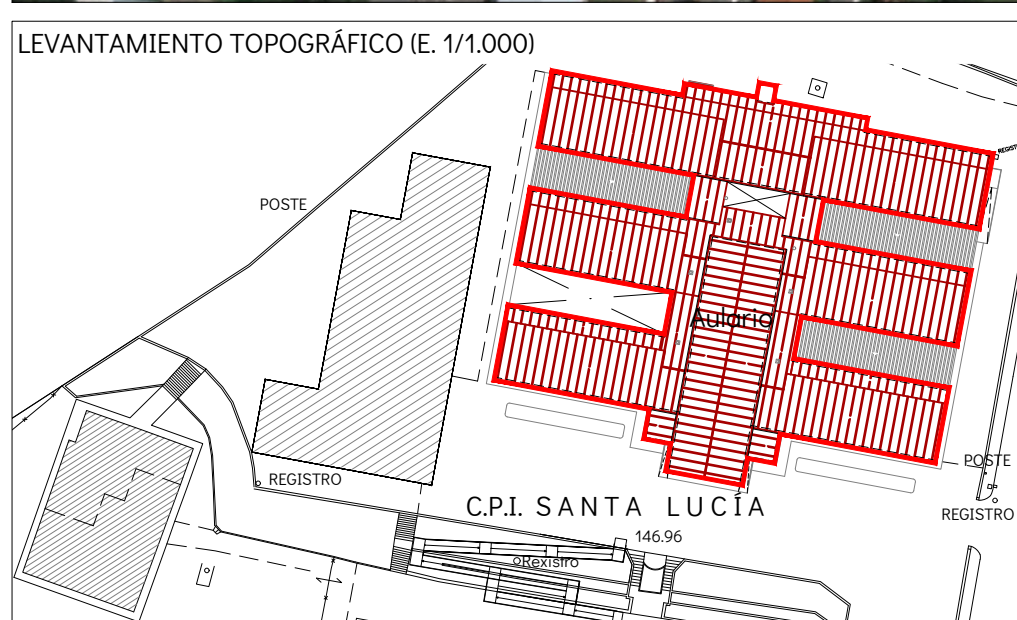 LEVANTAMIENTO TOPOGRÁFICO (E. 1/1.000)
POSTE
Aulario
POSTE
REGISTRO
C.P.I. SANTA LUCÍA
REGISTRO
146.96
Rexistro